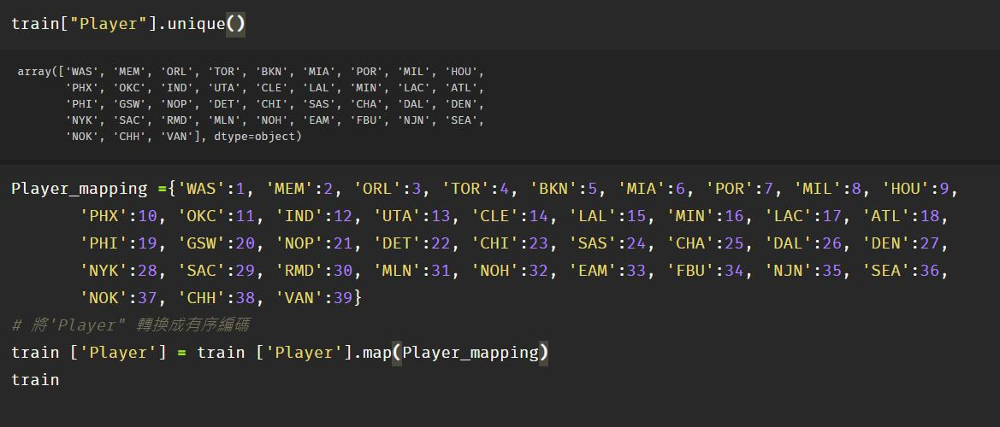 train["Player"].unique()
array(['WAS', 'MEM', 'ORL', 'TOR', 'BKN', 'MIA', 'POR', 'MIL', 'HOU',
'PHX', 'OKC', 'IND', 'UTA', 'CLE', 'LAL', 'MIN', 'LAC', 'ATL',
'PHI', 'GSW', 'NOP', 'DET', 'CHI', 'SAS', 'CHA', 'DAL', 'DEN',
'NYK', 'SAC', 'RMD', 'MLN', 'NOH', 'EAM', 'FBU', 'NJN', 'SEA',
'NOK', 'CHH', 'VAN'], dtype=object)
Player_mapping ={'WAS':1, 'MEM':2, 'ORL':3, 'TOR':4, 'BKN':5, 'MIA':6, 'POR':7, 'MIL':8, 'HOU':9,
'PHX':10, 'OKC':11, 'IND':12, 'UTA':13, 'CLE':14, 'LAL':15, 'MIN':16, 'LAC':17, 'ATL':18,
'PHI':19, 'GSW':20, 'NOP':21, 'DET':22, 'CHI':23, 'SAS':24, 'CHA':25, 'DAL':26, 'DEN':27,
'NYK':28, 'SAC':29, 'RMD':30, 'MLN':31, 'NOH':32, 'EAM':33, 'FBU':34, 'NJN':35, 'SEA':36,
'NOK':37, 'CHH':38, 'VAN':39}
# 將'Player" 轉換成有序編碼
train ['Player'] = train ['Player'].map(Player_mapping)
train